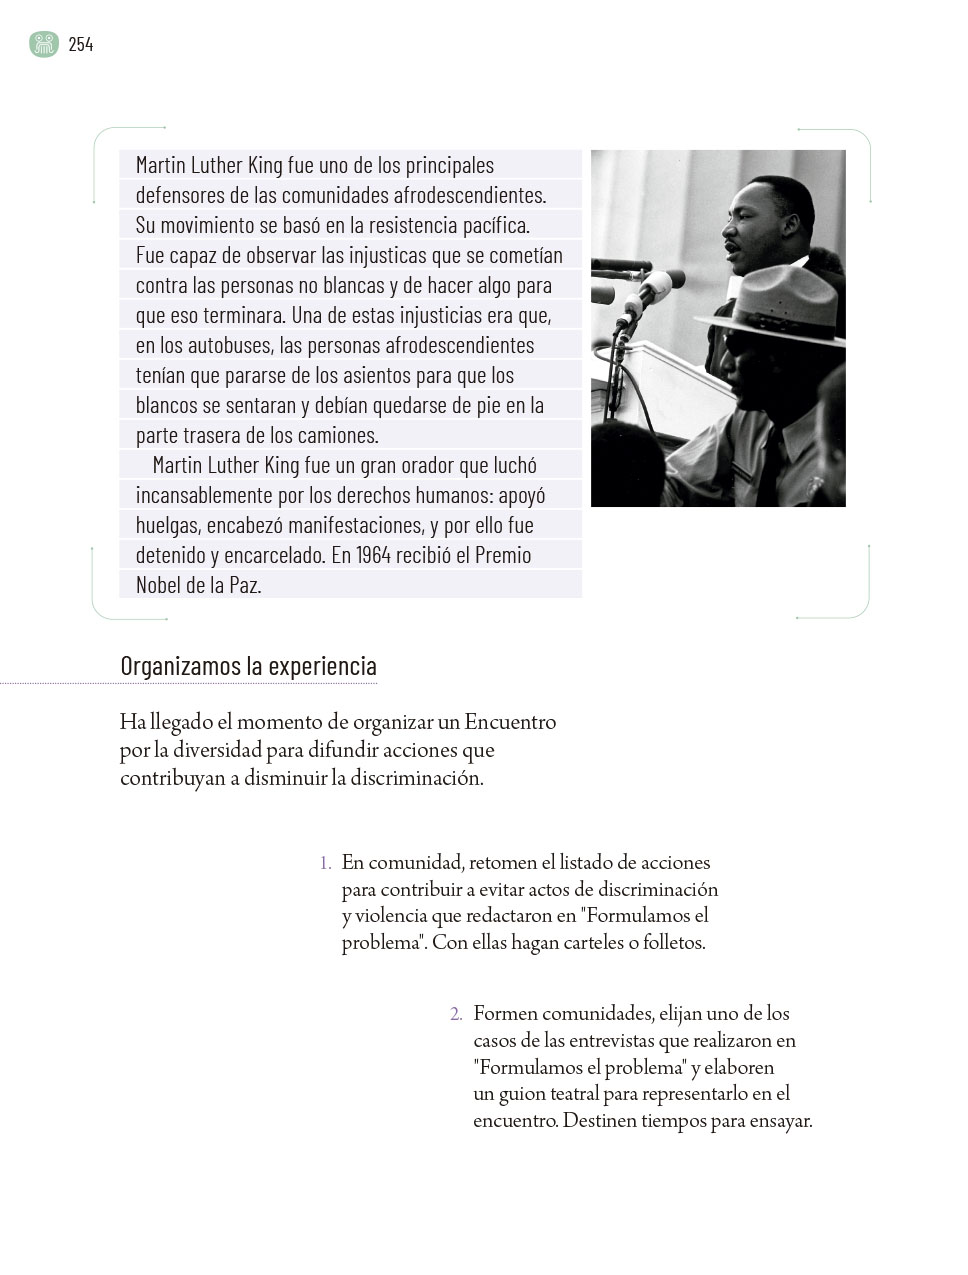 254
Martin Luther King fue uno de los principales
defensores de las comunidades afrodescendientes.
Su movimiento se basó en la resistencia pacífica.
Fue capaz de observar las injusticas que se cometían
contra las personas no blancas y de hacer algo para
que eso terminara. Una de estas injusticias era que,
en los autobuses, las personas afrodescendientes
tenían que pararse de los asientos para que los
blancos se sentaran y debían quedarse de pie en la
parte trasera de los camiones.
Martin Luther King fue un gran orador que luchó
incansablemente por los derechos humanos: apoyó
huelgas, encabezó manifestaciones, y por ello fue
detenido y encarcelado. En 1964 recibió el Premio
Nobel de la Paz.
Organizamos la experiencia
Ha llegado el momento de organizar un Encuentro
por la diversidad para difundir acciones que
contribuyan a disminuir la discriminación.
1. En comunidad, retomen el listado de acciones
para contribuir a evitar actos de discriminación
y violencia que redactaron en "Formulamos el
problema". Con ellas hagan carteles o folletos.
2. Formen comunidades, elijan uno de los
casos de las entrevistas que realizaron en
"Formulamos el problema" y elaboren
un guion teatral para representarlo en el
encuentro. Destinen tiempos para ensayar.